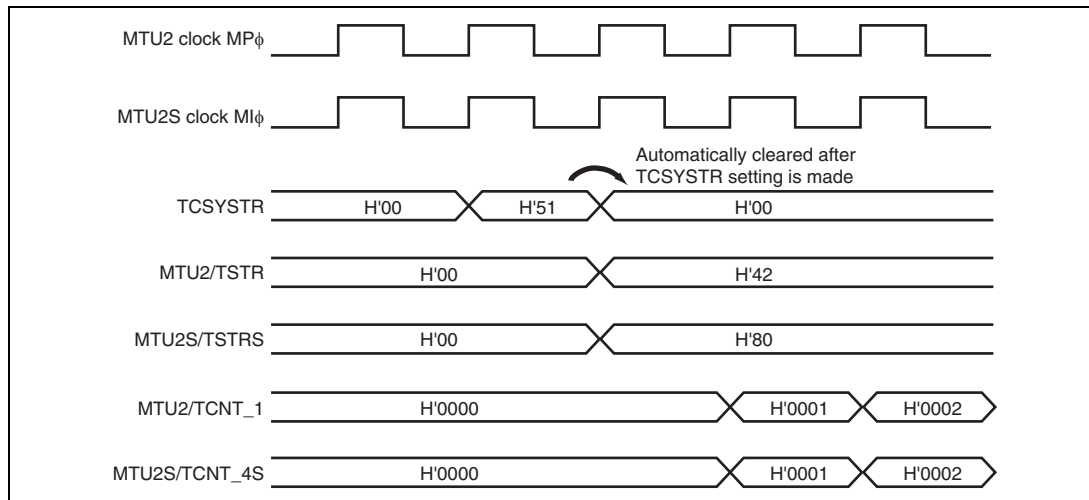 MTU2 clock MPϕ
MTU2S clock MIϕ
Automatically cleared after
TCSYSTR setting is made
TCSYSTR H'00 H'51 H'00
MTU2/TSTR H'00 H'42
MTU2S/TSTRS H'00 H'80
MTU2/TCNT_1 H'0000 H'0001 H'0002
MTU2S/TCNT_4S H'0000 H'0001 H'0002